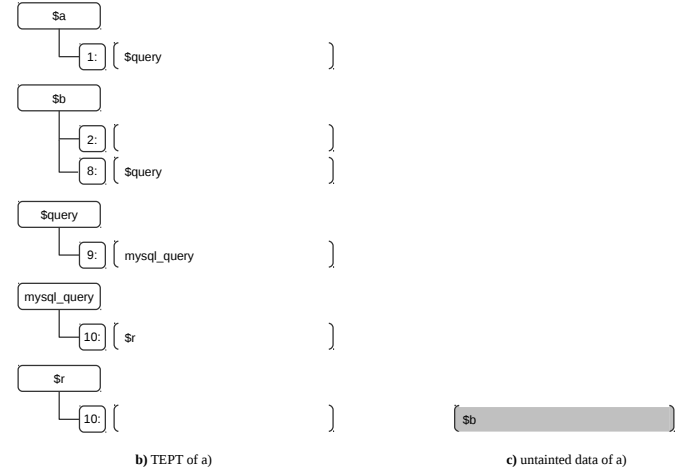 $a
1: $query
$b
2:
8: $query
$query
9: mysql_query
mysql_query
10: $r
$r
10:
$b
b) TEPT of a)
c) untainted data of a)